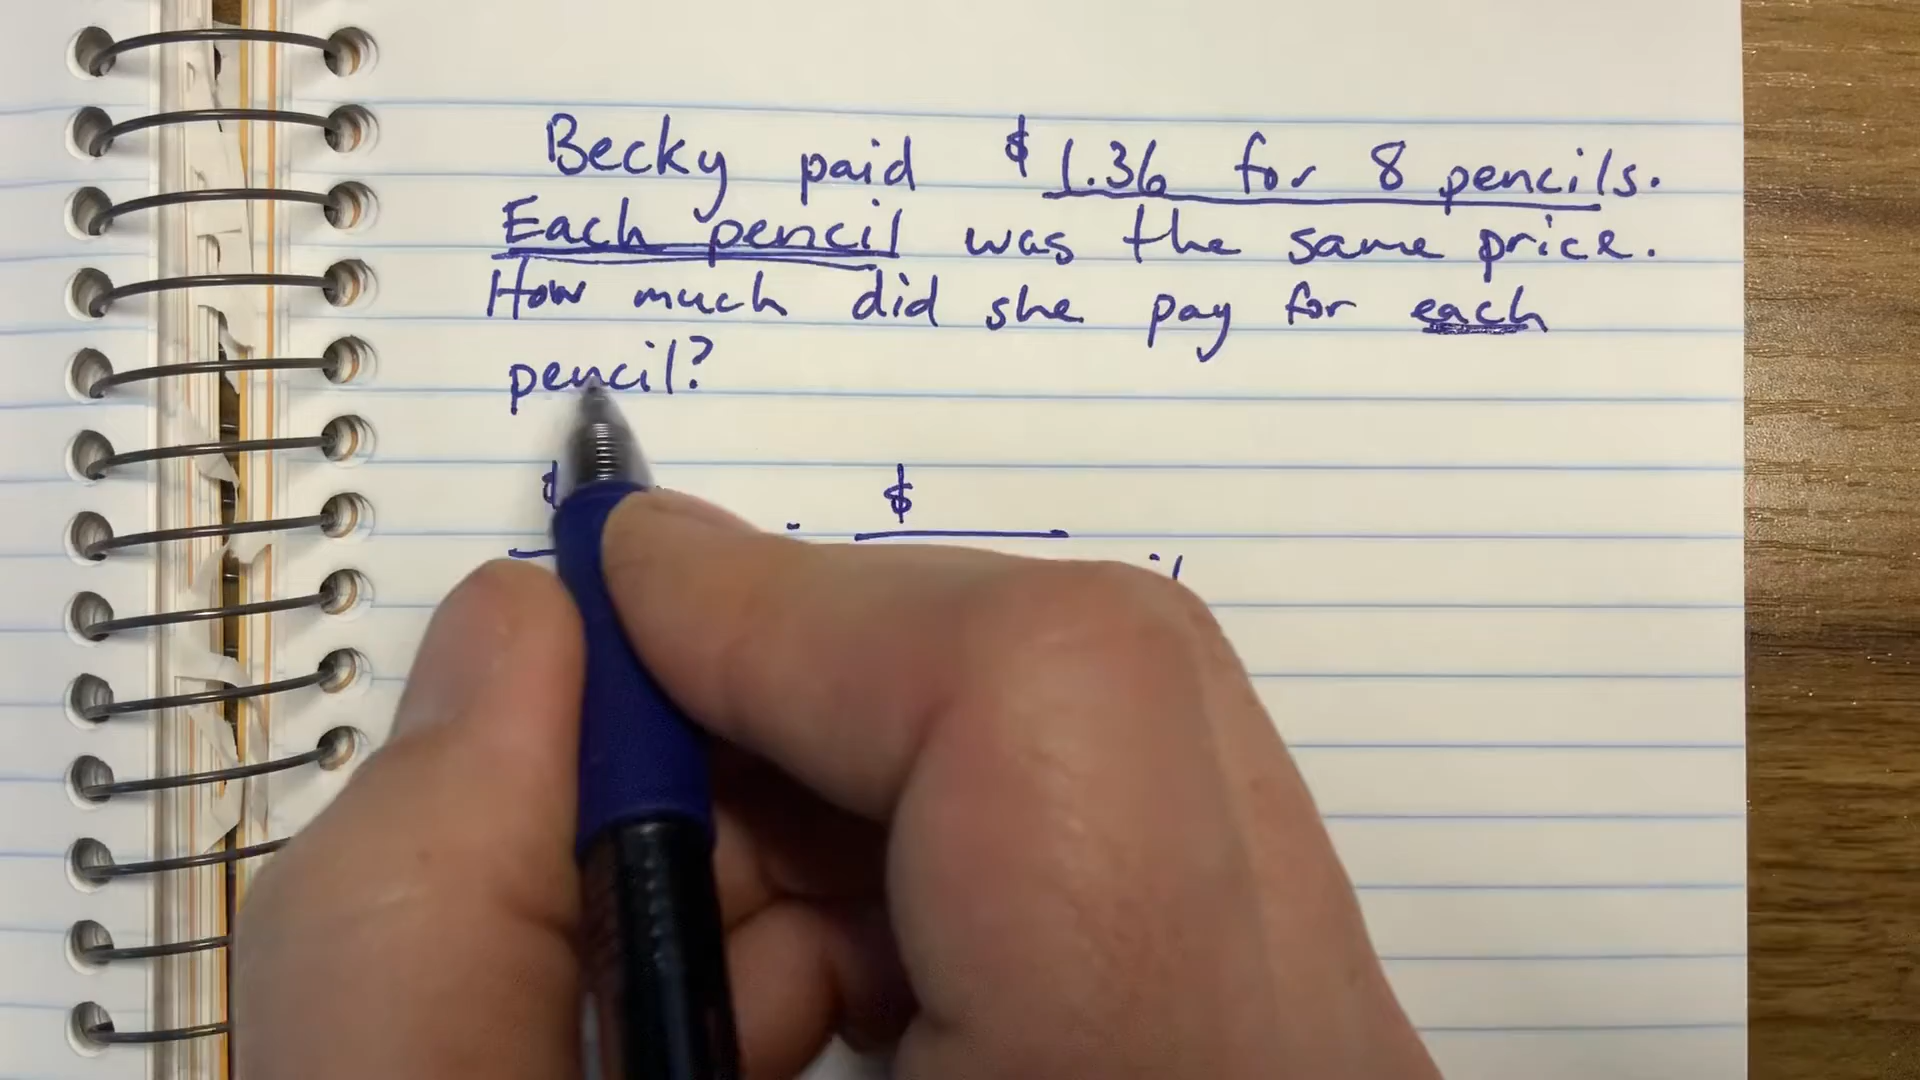 Becky paid $1.36 for 8 pencils.
Each pencil was the same price.
How much did she pay for each
pencil?
$ $